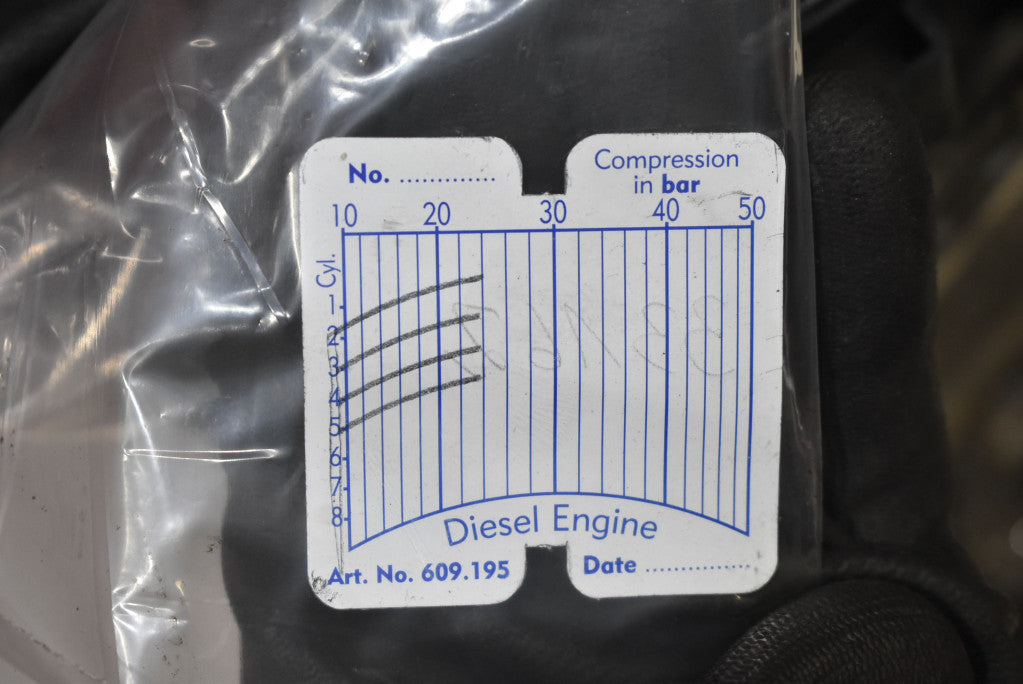 No. .............
Compression
in bar
10 20 30 40 50
Cyl.
1
2
3
4
5
6
7
8
Diesel Engine
Art. No. 609.195
Date ................